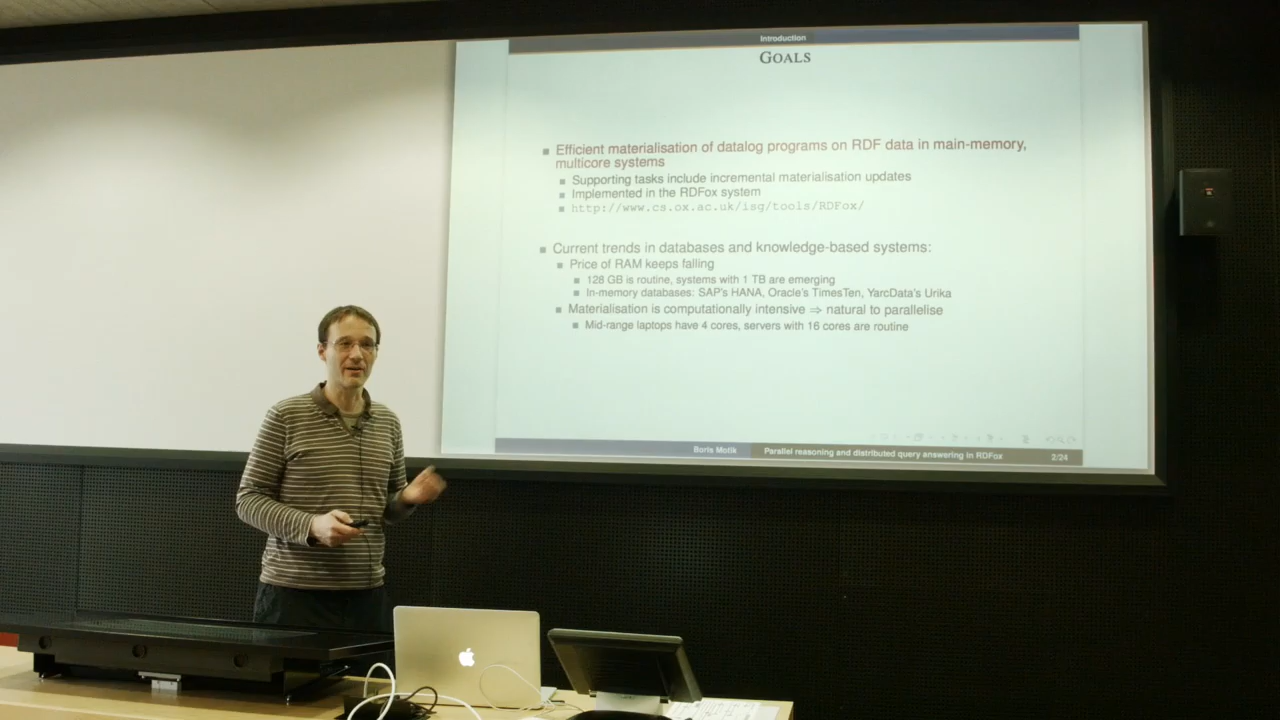 Introduction
GOALS
Efficient materialisation of datalog programs on RDF data in main-memory,
multicore systems
Supporting tasks include incremental materialisation updates
Implemented in the RDFox system
http://www.cs.ox.ac.uk/isg/tools/RDFox/
Current trends in databases and knowledge-based systems:
Price of RAM keeps falling
128 GB is routine, systems with 1 TB are emerging
In-memory databases: SAP's HANA, Oracle's TimesTen, YarcData's Urika
Materialisation is computationally intensive ⇒ natural to parallelise
Mid-range laptops have 4 cores, servers with 16 cores are routine
Boris Motik Parallel reasoning and distributed query answering in RDFox 2/24